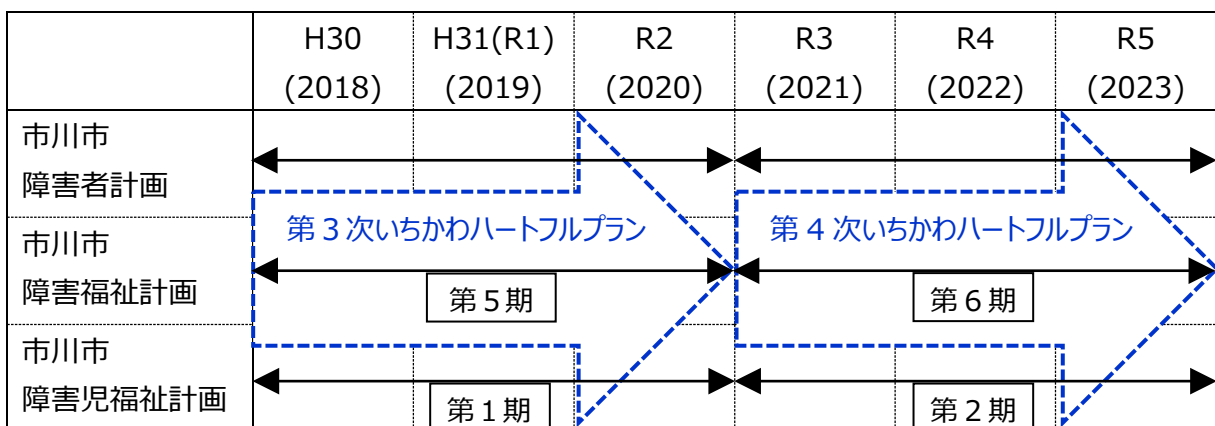 H30 H31(R1) R2 R3 R4 R5
(2018) (2019) (2020) (2021) (2022) (2023)
市川市
障害者計画
第3次いちかわハートフルプラン 第4次いちかわハートフルプラン
市川市
障害福祉計画
第5期 第6期
市川市
障害児福祉計画
第1期 第2期